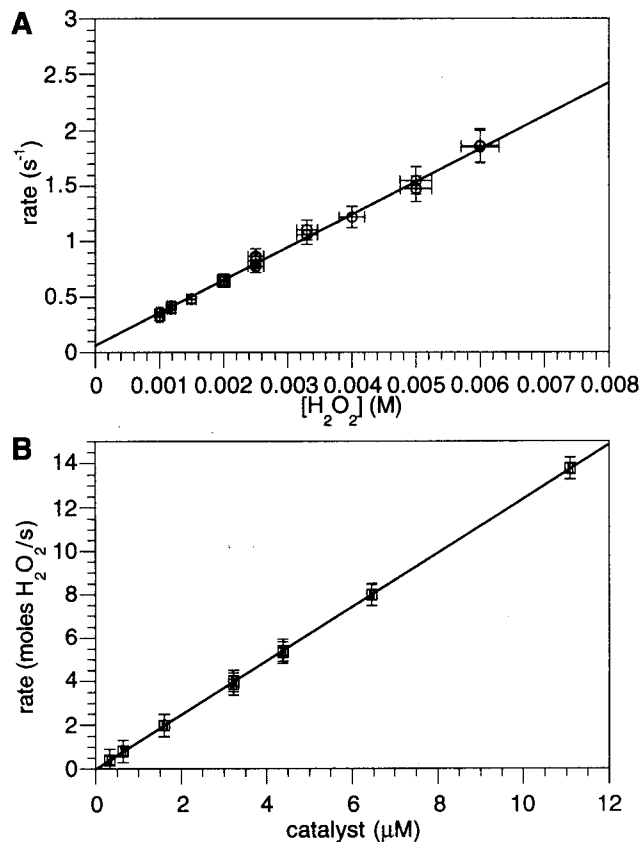 A
3
2.5
2
1.5
1
0.5
0
rate (s⁻¹)
0 0.001 0.002 0.003 0.004 0.005 0.006 0.007 0.008
[H₂O₂] (M)
B
14
12
10
8
6
4
2
0
rate (moles H₂O₂/s)
0 2 4 6 8 10 12
catalyst (μM)